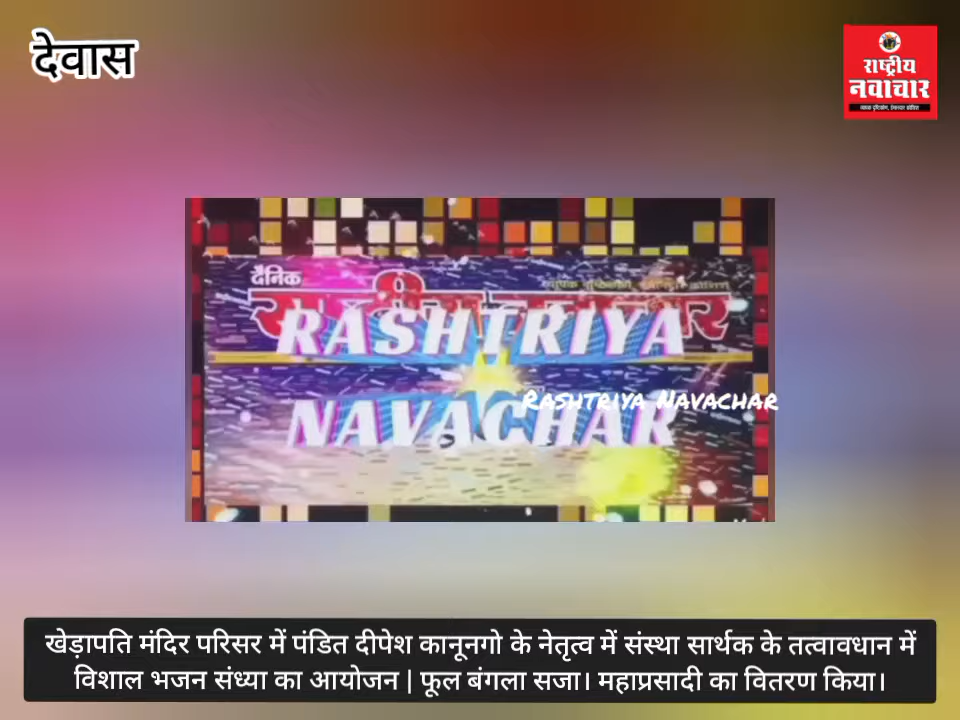 देवास
राष्ट्रीय
नवाचार
दैनिक
RASHTRIYA
NAVACHAR
RASHTRIYA NAVACHAR
खेड़ापति मंदिर परिसर में पंडित दीपेश कानूनगो के नेतृत्व में संस्था सार्थक के तत्वावधान में
विशाल भजन संध्या का आयोजन | फूल बंगला सजा। महाप्रसादी का वितरण किया।